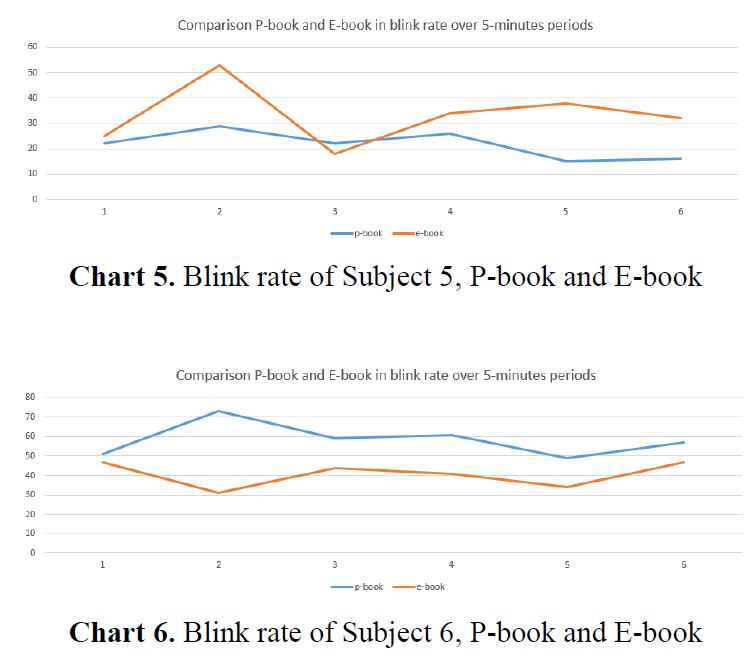 Comparison P-book and E-book in blink rate over 5-minutes periods
60
50
40
30
20
10
0
1 2 3 4 5 6
p-book e-book
Chart 5. Blink rate of Subject 5, P-book and E-book
Comparison P-book and E-book in blink rate over 5-minutes periods
80
70
60
50
40
30
20
10
0
1 2 3 4 5 6
p-book e-book
Chart 6. Blink rate of Subject 6, P-book and E-book